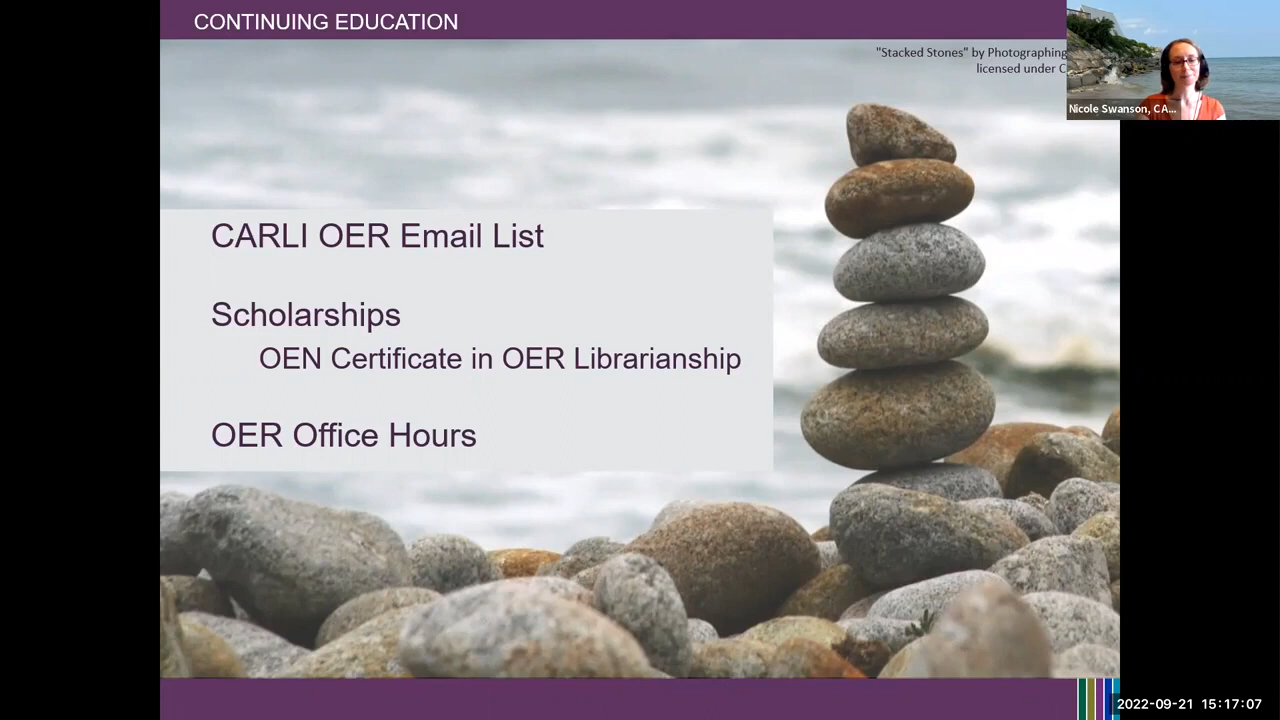 CONTINUING EDUCATION
"Stacked Stones" by Photographing
licensed under C
Nicole Swanson, CA...
CARLI OER Email List
Scholarships
OEN Certificate in OER Librarianship
OER Office Hours
2022-09-21 15:17:07